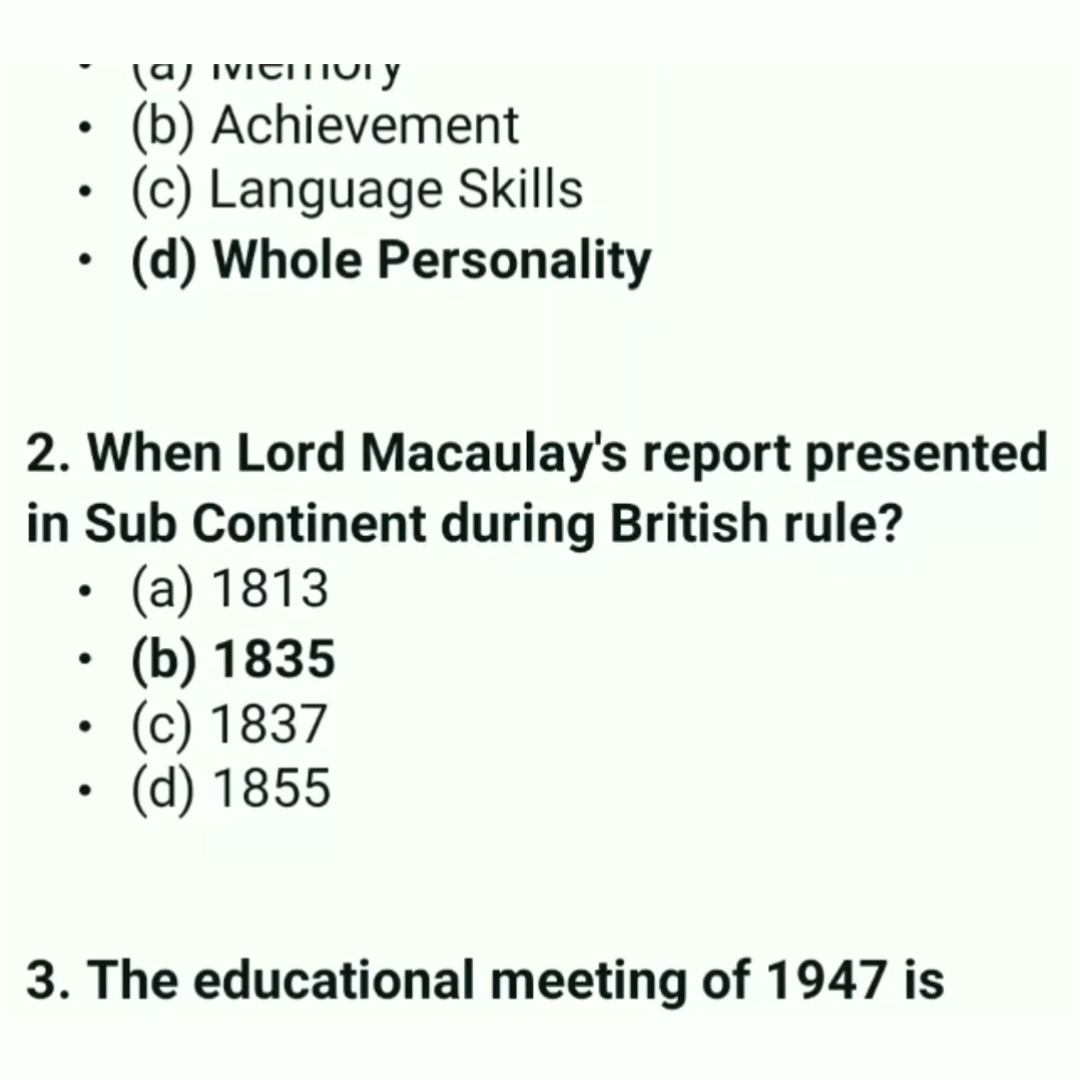 • (a) Memory
• (b) Achievement
• (c) Language Skills
• (d) Whole Personality
2. When Lord Macaulay's report presented
in Sub Continent during British rule?
• (a) 1813
• (b) 1835
• (c) 1837
• (d) 1855
3. The educational meeting of 1947 is